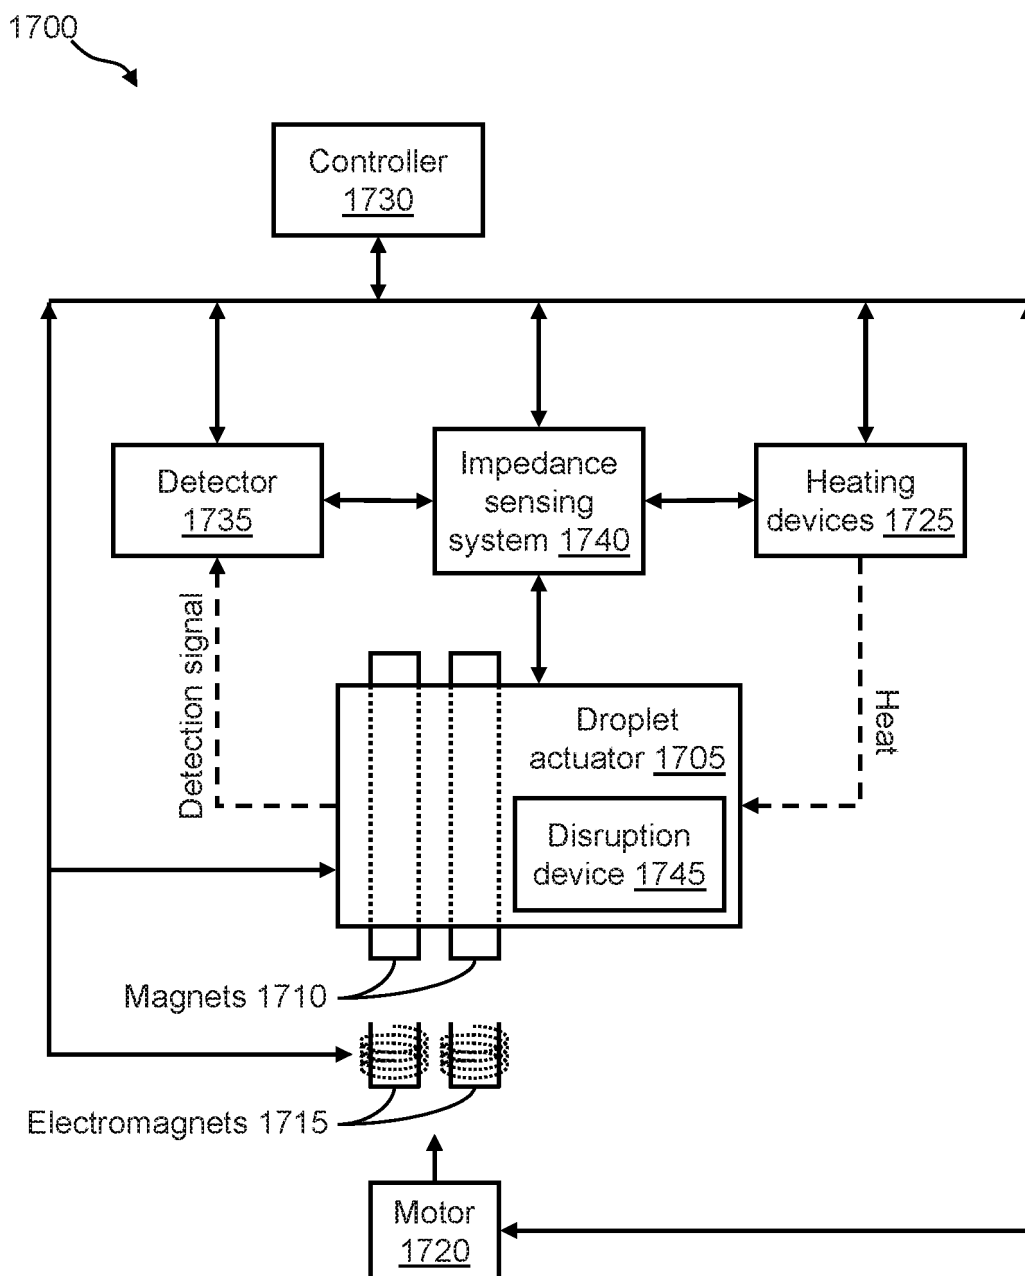 1700
Controller
1730
Detector
1735
Impedance
sensing
system 1740
Heating
devices 1725
Detection signal
Heat
Droplet
actuator 1705
Disruption
device 1745
Magnets 1710
Electromagnets 1715
Motor
1720